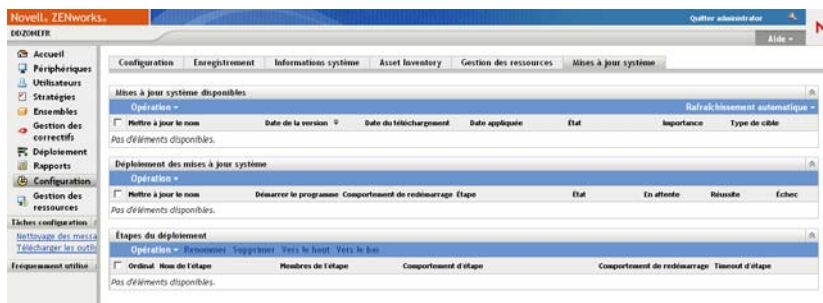 Novell® ZENworks®
Quitter administrator
DDZOMEFR
Aide
Accueil
Périphériques
Utilisateurs
Stratégies
Ensembles
Gestion des correctifs
Déploiement
Rapports
Configuration
Gestion des ressources
Tâches configuration
Nettoyage des messa
Télécharger les outils
Fréquemment utilisé
Configuration Enregistrement Informations système Asset Inventory Gestion des ressources Mises à jour système
Mises à jour système disponibles
Opération Rafraîchissement automatique
Mettre à jour le nom Date de la version Date du téléchargement Date appliquée État Importance Type de cible
Pas d'éléments disponibles.
Déploiement des mises à jour système
Opération
Mettre à jour le nom Démarrer le programme Comportement de redémarrage Étape État En attente Réussite Échec
Pas d'éléments disponibles.
Étapes du déploiement
Opération Renommer Supprimer Vers le haut Vers le bas
Ordinal Nom de l'étape Membres de l'étape Comportement d'étape Comportement de redémarrage Timeout d'étape
Pas d'éléments disponibles.